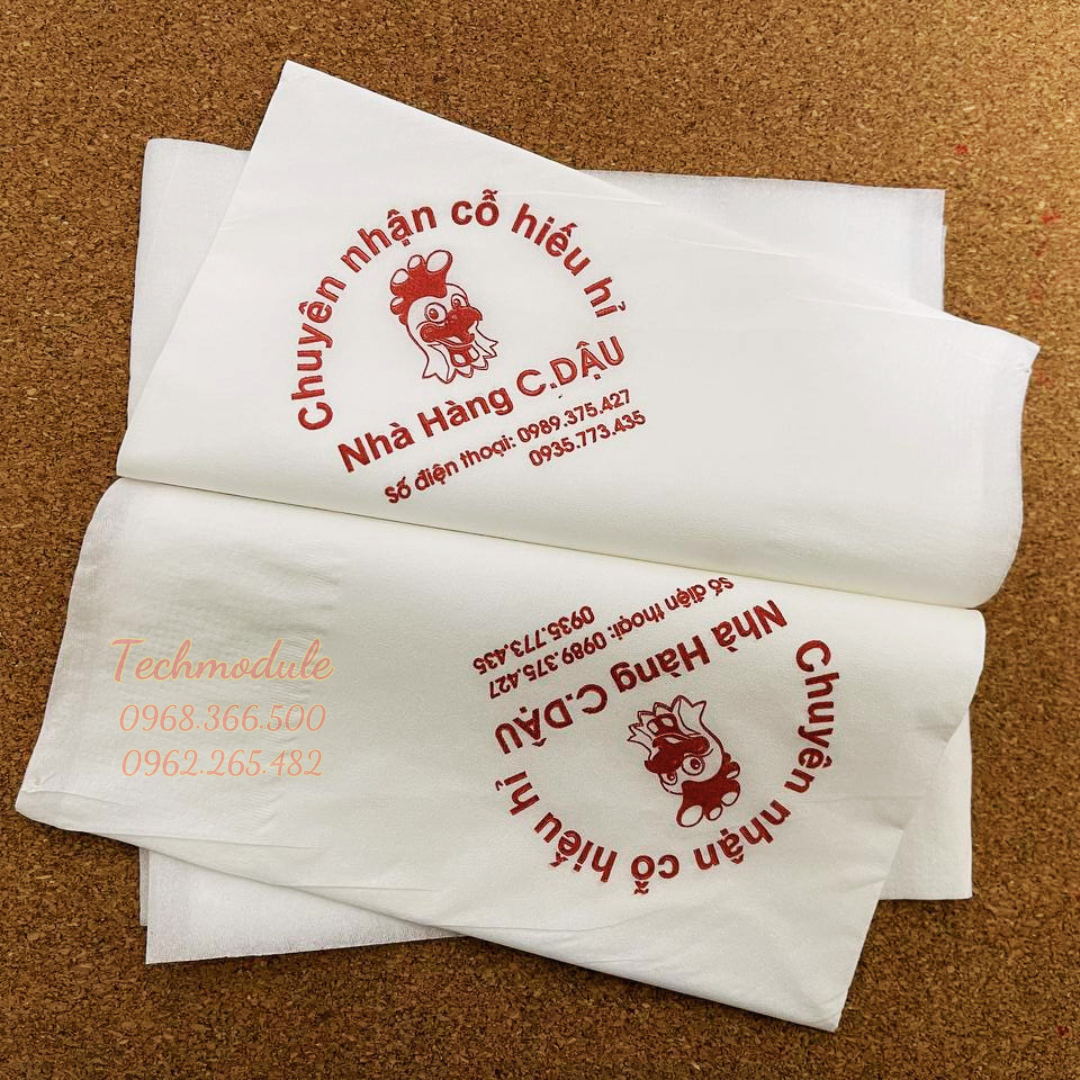 Chuyên nhận cỗ hiếu hỉ
Nhà Hàng C.DẬU
Số điện thoại: 0989.375.427
0935.773.435
Techmodule
0968.366.500
0962.265.482
Chuyên nhận cỗ hiếu hỉ
Nhà Hàng C.DẬU
Số điện thoại: 0989.375.427
0935.773.435